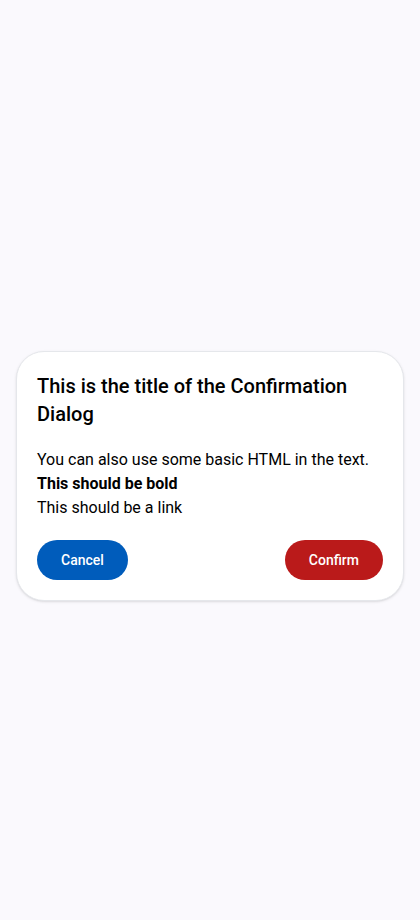 This is the title of the Confirmation
Dialog
You can also use some basic HTML in the text.
This should be bold
This should be a link
Cancel
Confirm